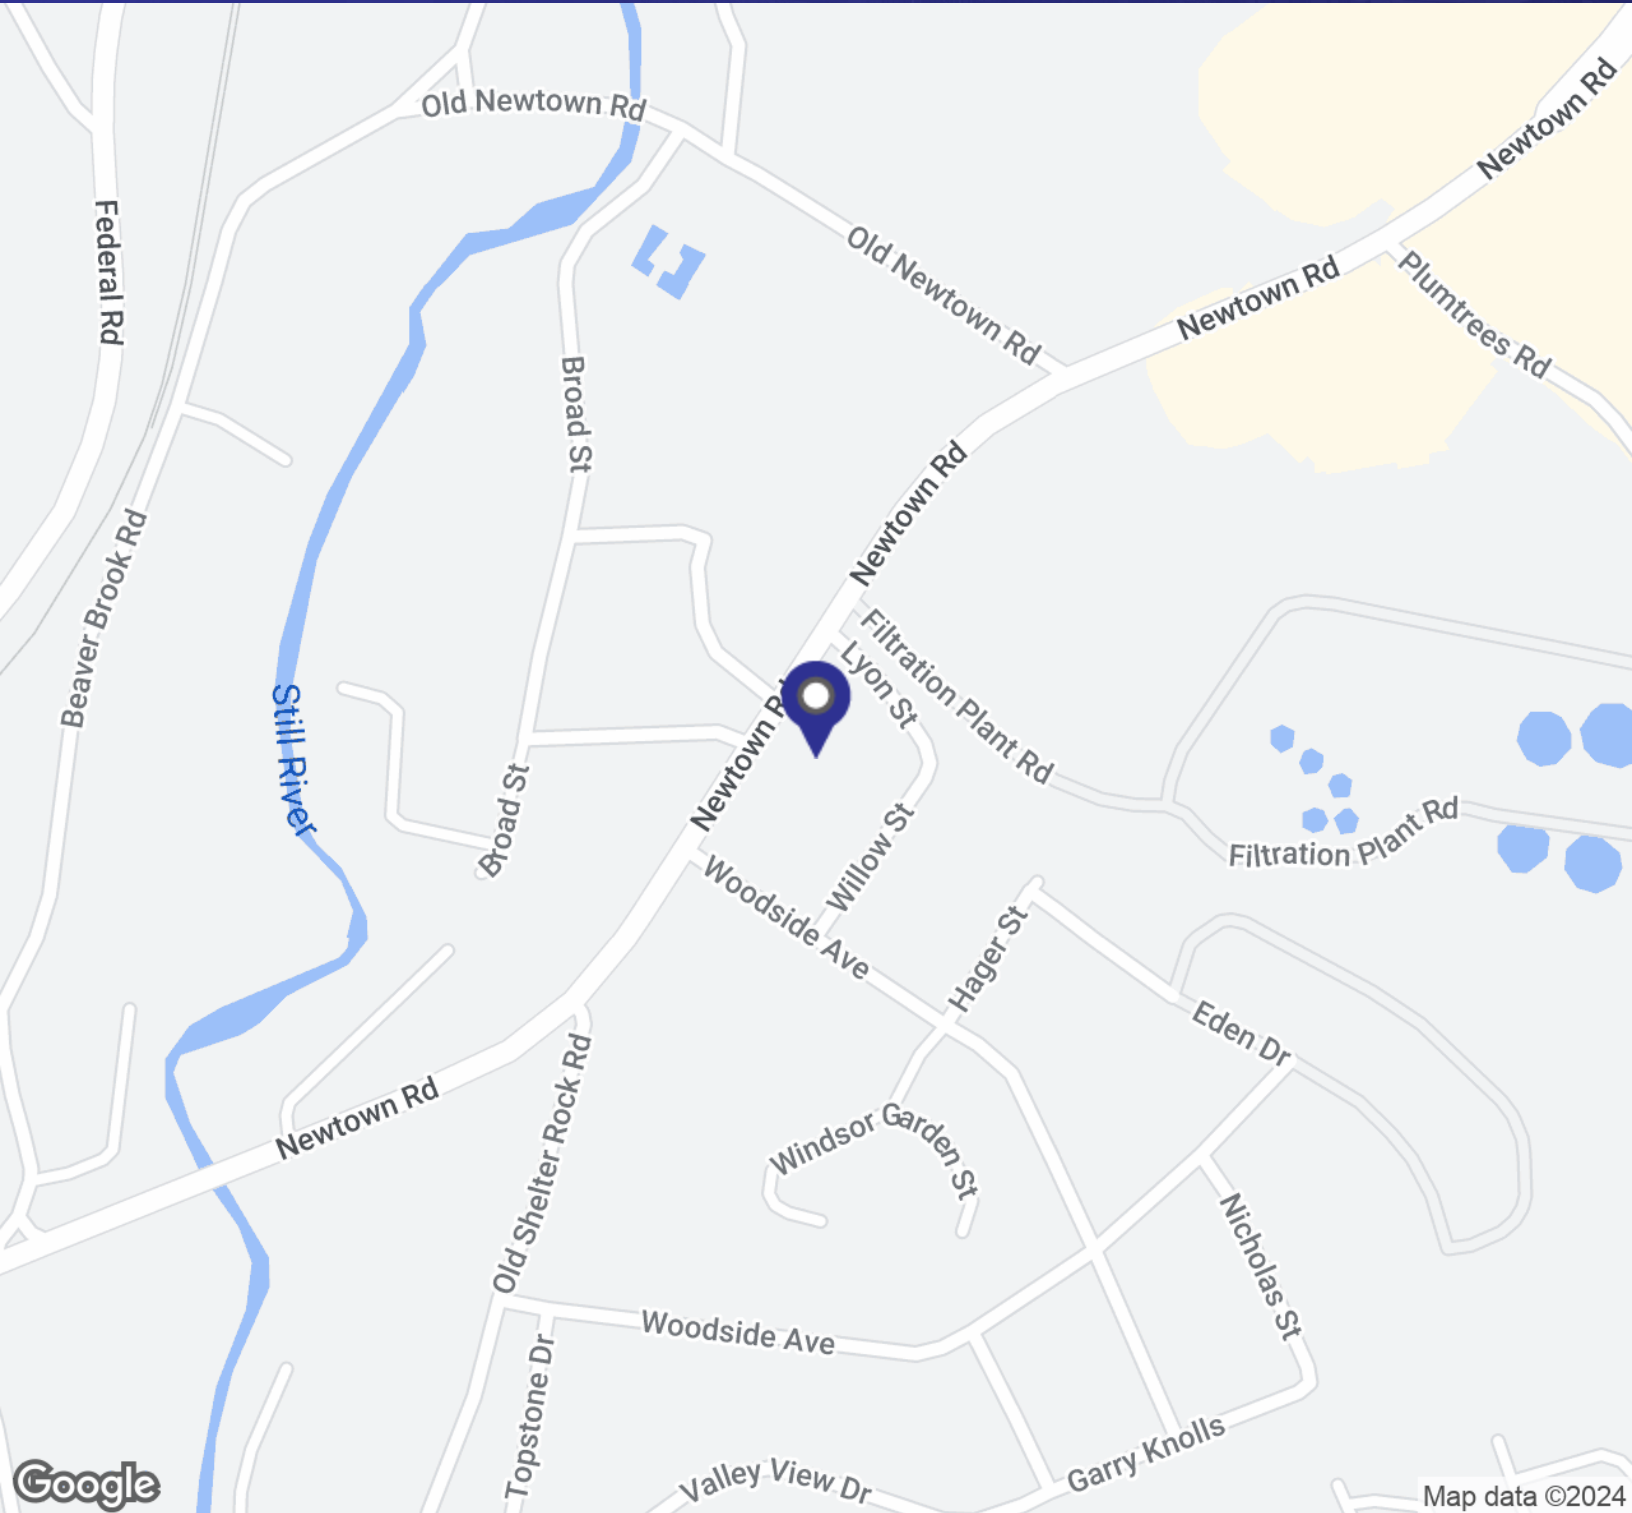 Old Newtown Rd
Newtown Rd
Federal Rd
Old Newtown Rd
Newtown Rd
Plumtrees Rd
Broad St
Newtown Rd
Beaver Brook Rd
Filtration Plant Rd
Lyon St
Still River
Newtown Rd
Broad St
Willow St
Filtration Plant Rd
Woodside Ave
Hager St
Eden Dr
Newtown Rd
Old Shelter Rock Rd
Windsor Garden St
Nicholas St
Woodside Ave
Topstone Dr
Garry Knolls
Valley View Dr
Google
Map data ©2024